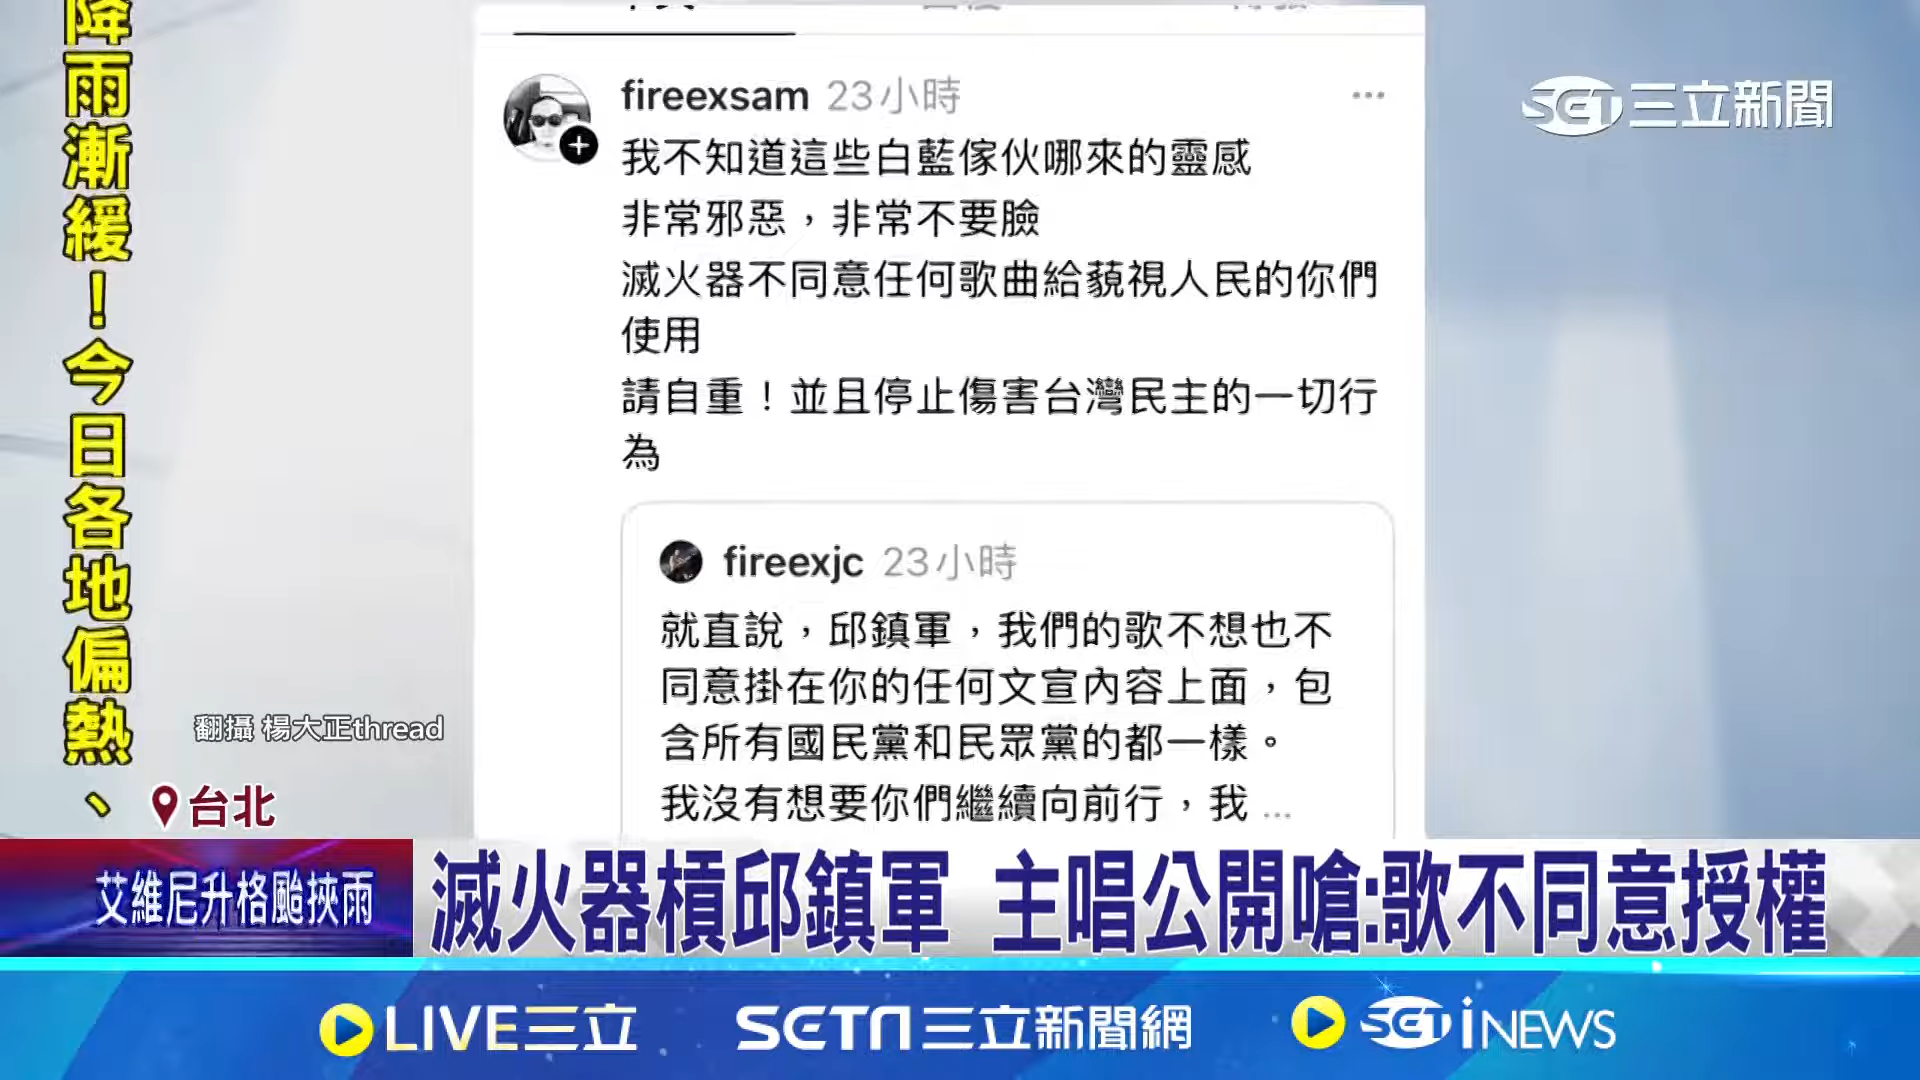 降雨漸緩！今日各地偏熱、
SET三立新聞
fireexsam 23小時
我不知道這些白藍傢伙哪來的靈感
非常邪惡，非常不要臉
滅火器不同意任何歌曲給藐視人民的你們
使用
請自重！並且停止傷害台灣民主的一切行
為
fireexjc 23小時
就直說，邱鎮軍，我們的歌不想也不
同意掛在你的任何文宣內容上面，包
含所有國民黨和民眾黨的都一樣。
我沒有想要你們繼續向前行，我 ...
翻攝 楊大正thread
台北
艾維尼升格颱挾雨
滅火器槓邱鎮軍 主唱公開嗆:歌不同意授權
LIVE三立
SETN三立新聞網
SET iNEWS